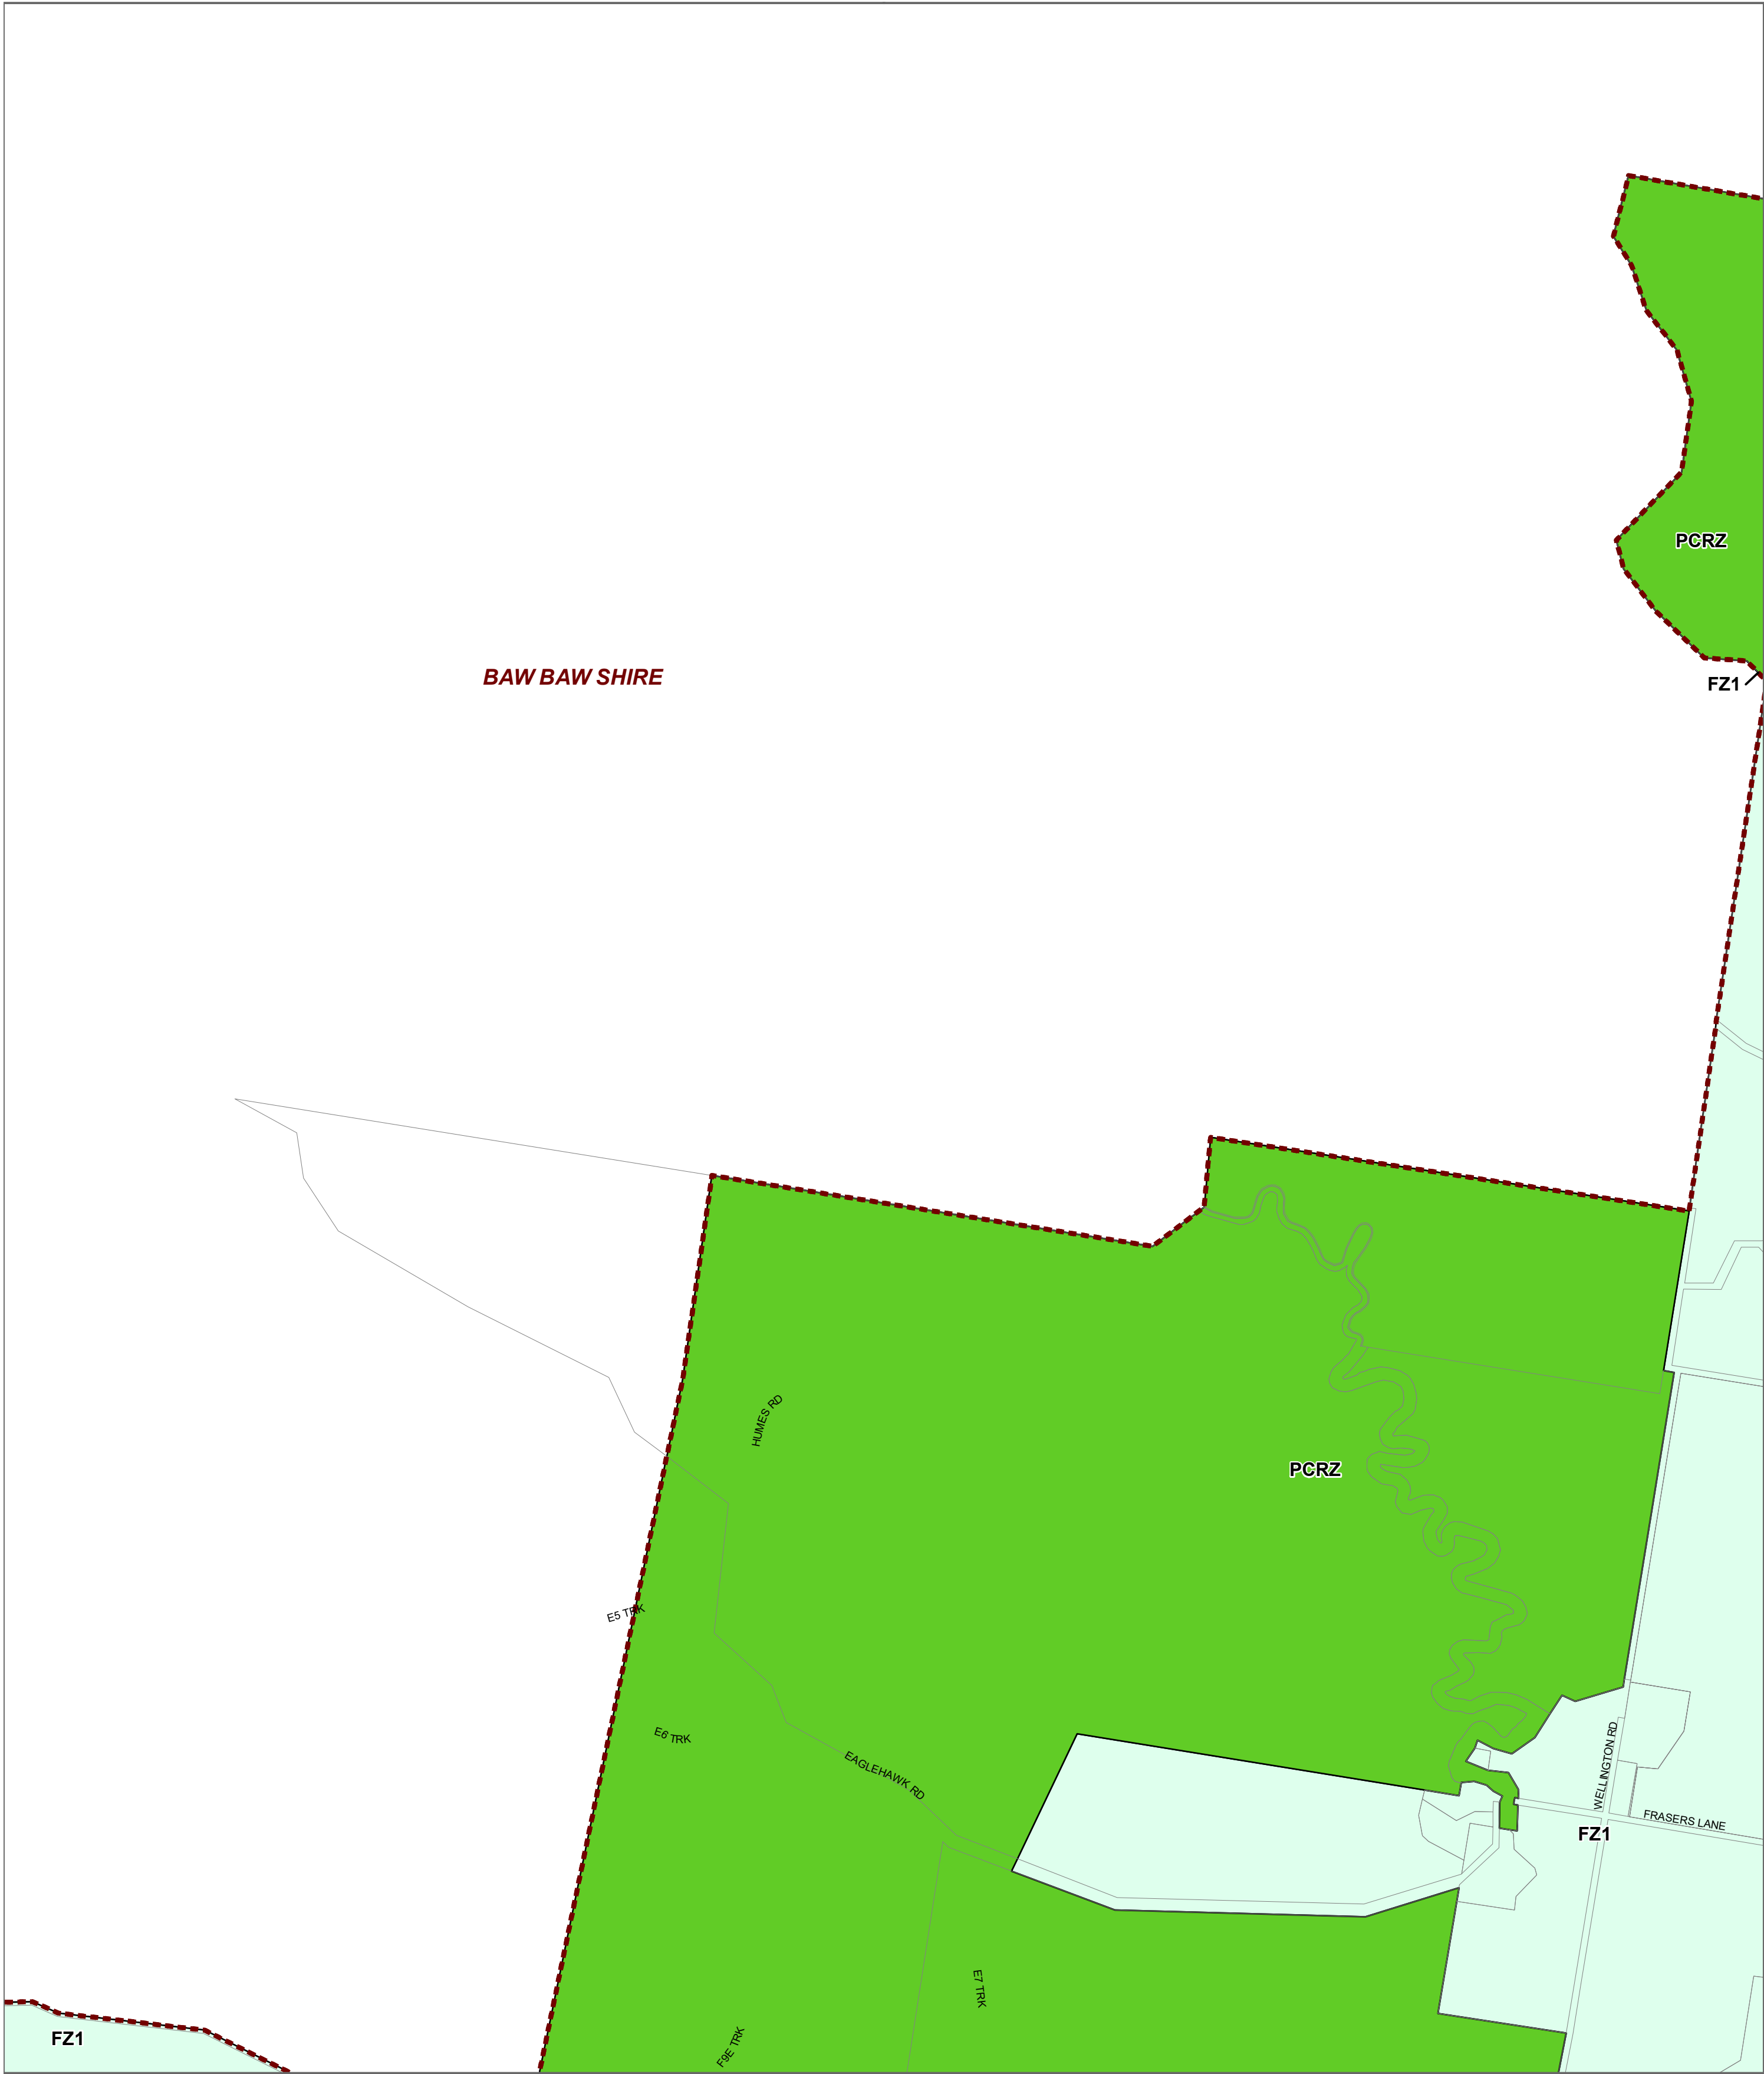 PCRZ
BAW BAW SHIRE
FZ1
HUMES RD
PCRZ
E5 TRK
E6 TRK
EAGLEHAWK RD
WELLINGTON RD
FRASERS LANE
FZ1
E7 TRK
FZ1
F9E TRK